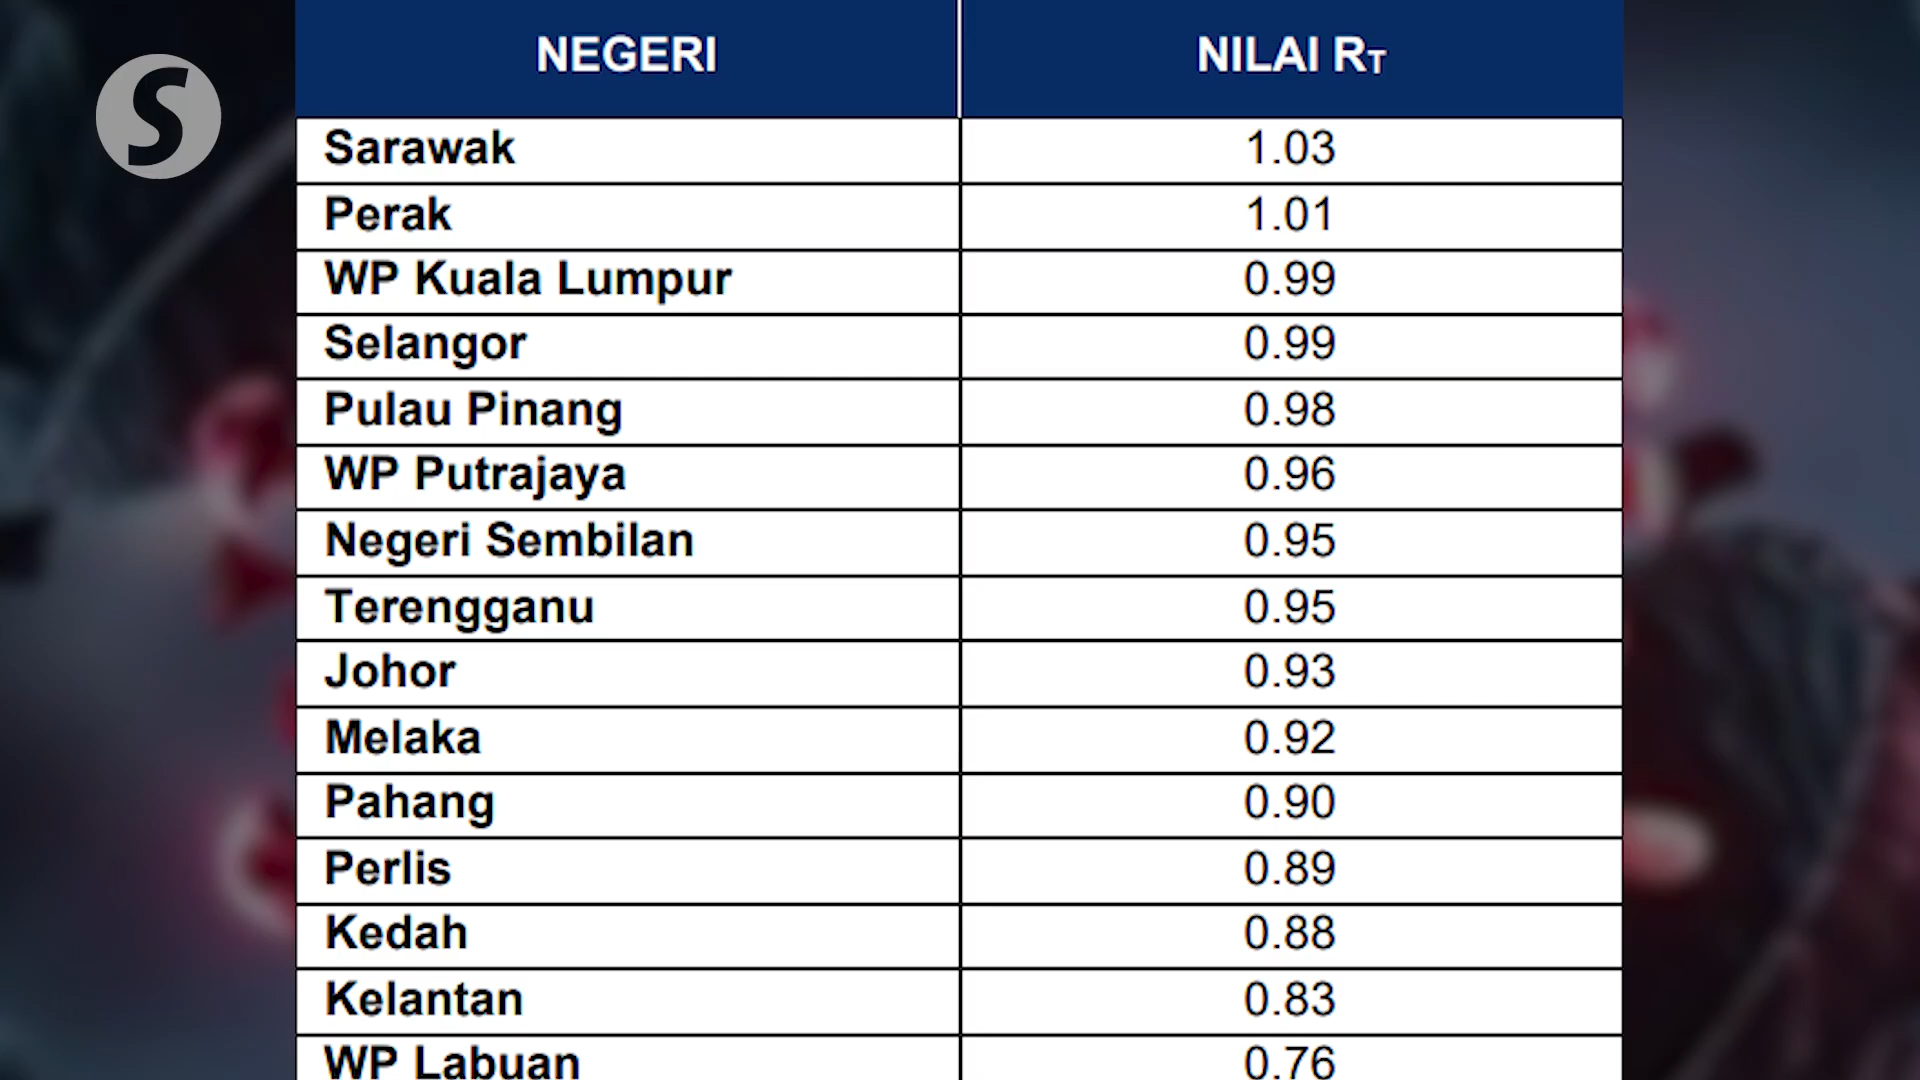 S
NEGERI NILAI RT
Sarawak 1.03
Perak 1.01
WP Kuala Lumpur 0.99
Selangor 0.99
Pulau Pinang 0.98
WP Putrajaya 0.96
Negeri Sembilan 0.95
Terengganu 0.95
Johor 0.93
Melaka 0.92
Pahang 0.90
Perlis 0.89
Kedah 0.88
Kelantan 0.83
WP Labuan 0.76